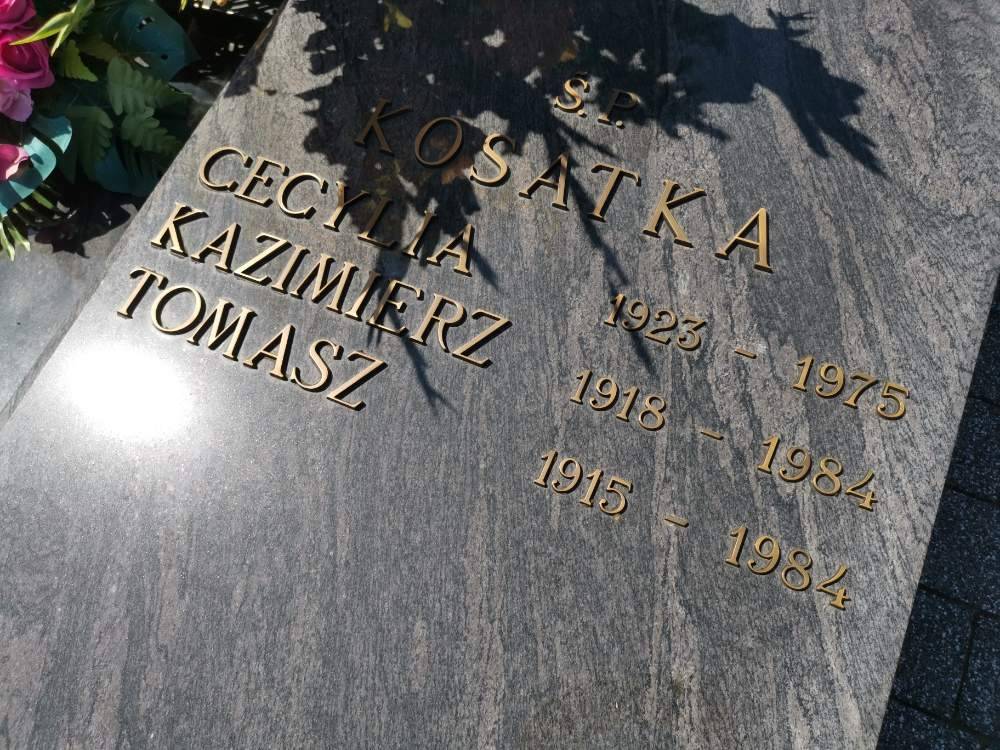 Ś.P.
KOSATKA
CECYLIA 1923 - 1975
KAZIMIERZ 1918 - 1984
TOMASZ 1915 - 1984